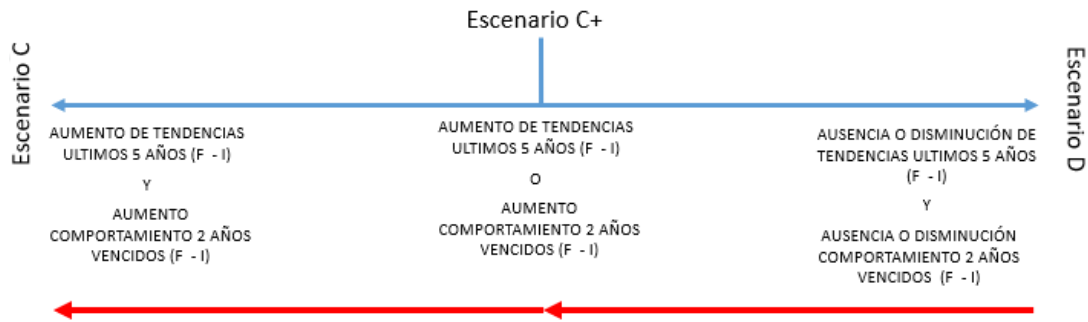 Escenario C+
Escenario C
AUMENTO DE TENDENCIAS
ULTIMOS 5 AÑOS (F - I)
Y
AUMENTO
COMPORTAMIENTO 2 AÑOS
VENCIDOS (F - I)
AUMENTO DE TENDENCIAS
ULTIMOS 5 AÑOS (F - I)
O
AUMENTO
COMPORTAMIENTO 2 AÑOS
VENCIDOS (F - I)
AUSENCIA O DISMINUCIÓN DE
TENDENCIAS ULTIMOS 5 AÑOS
(F - I)
Y
AUSENCIA O DISMINUCIÓN
COMPORTAMIENTO 2 AÑOS
VENCIDOS (F - I)
Escenario D